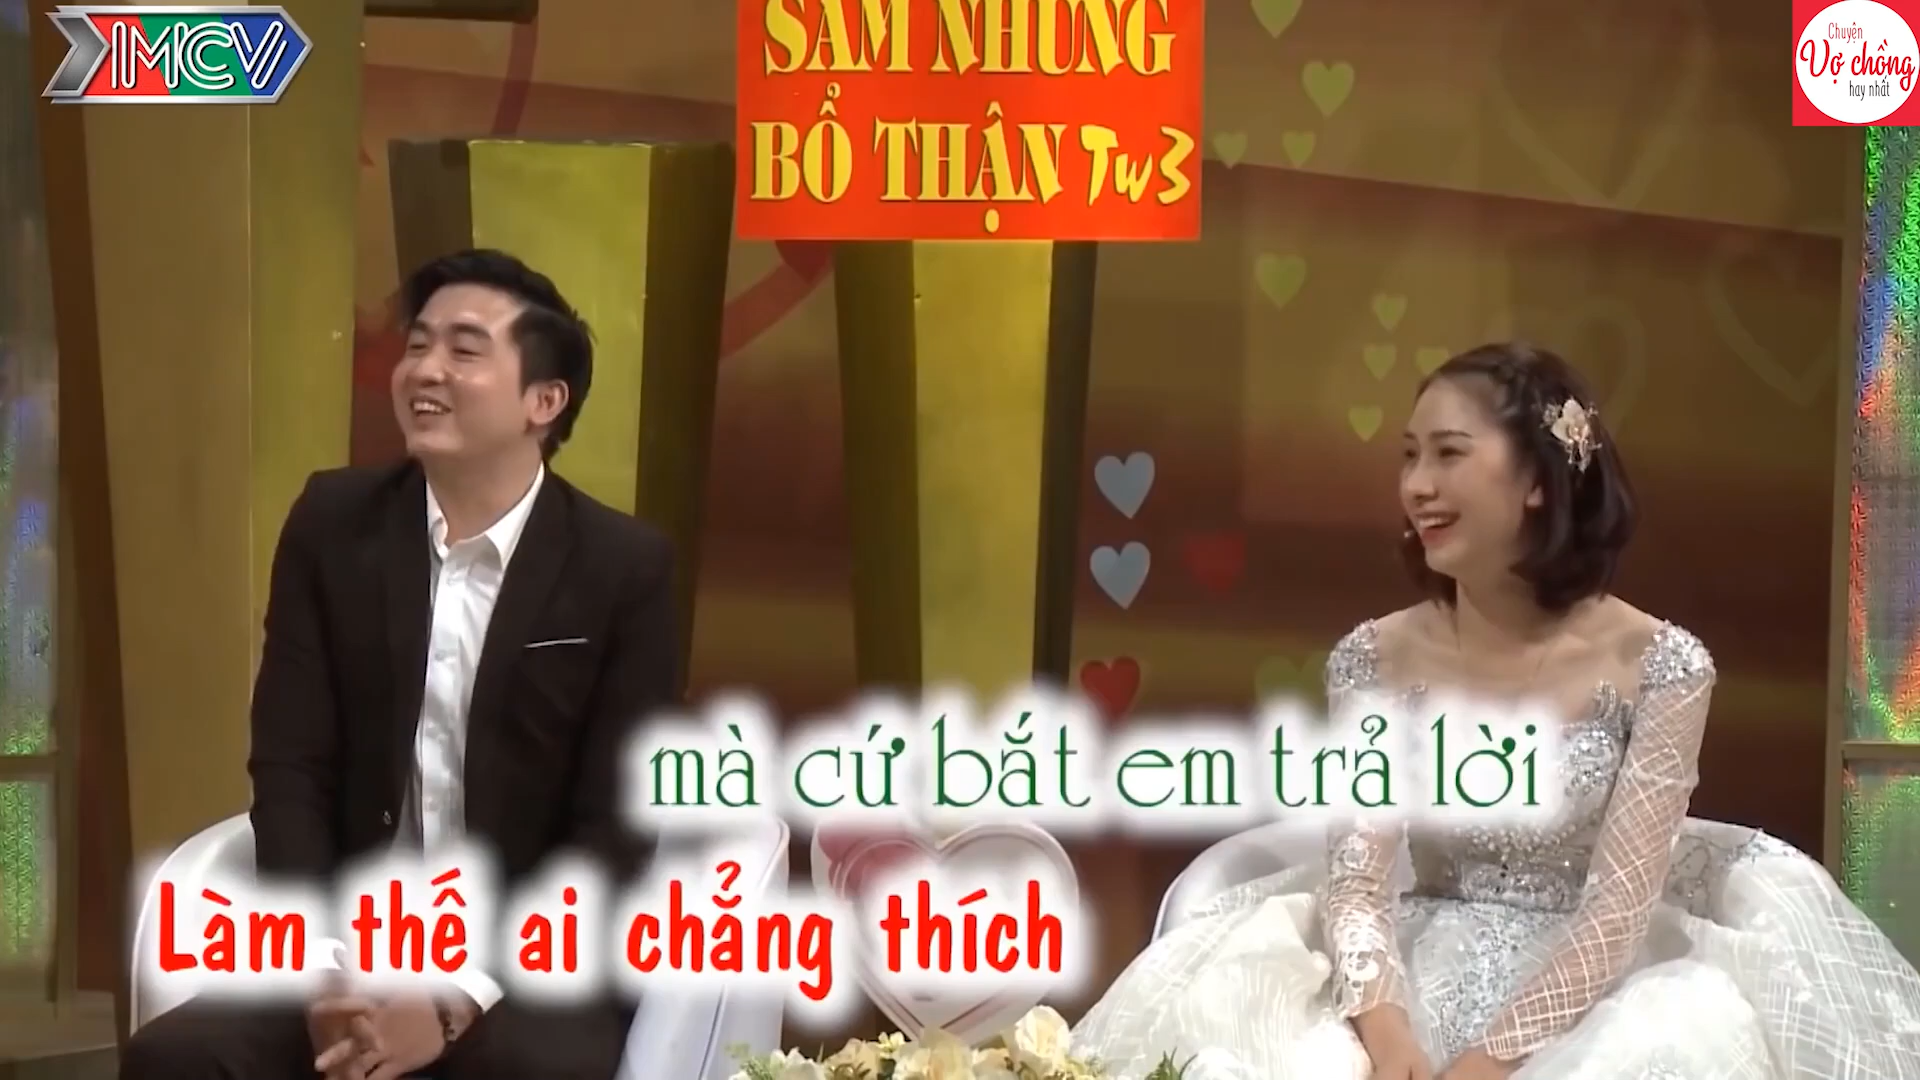 MCV
SÂM NHUNG
BỔ THẬN TW3
Chuyện
Vợ chồng
hay nhất
mà cứ bắt em trả lời
Làm thế ai chẳng thích